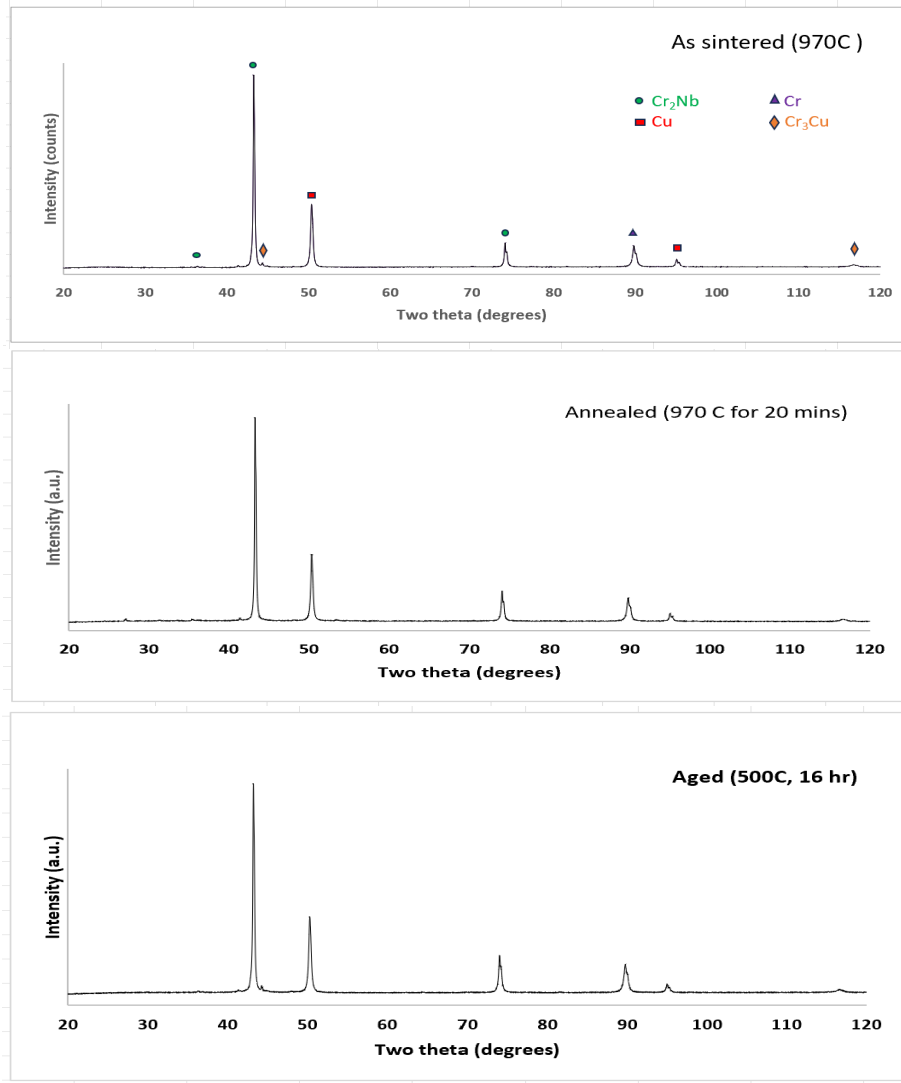 As sintered (970C )
Cr₂Nb
Cr
Cu
Cr₃Cu
Intensity (counts)
20 30 40 50 60 70 80 90 100 110 120
Two theta (degrees)
Annealed (970 C for 20 mins)
Intensity (a.u.)
20 30 40 50 60 70 80 90 100 110 120
Two theta (degrees)
Aged (500C, 16 hr)
Intensity (a.u.)
20 30 40 50 60 70 80 90 100 110 120
Two theta (degrees)